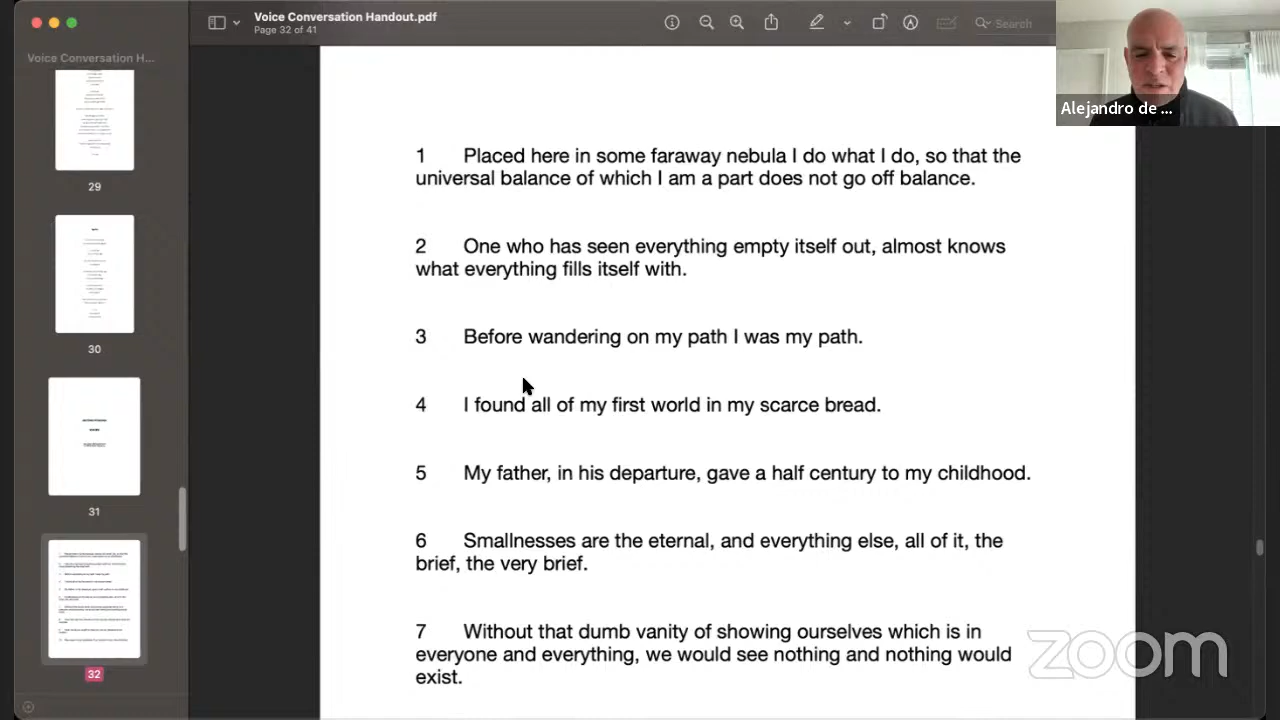 Voice Conversation Handout.pdf
Page 32 of 41
Search
Voice Conversation H...
29
30
31
32
Alejandro de ...
1 Placed here in some faraway nebula I do what I do, so that the
universal balance of which I am a part does not go off balance.
2 One who has seen everything empty itself out, almost knows
what everything fills itself with.
3 Before wandering on my path I was my path.
4 I found all of my first world in my scarce bread.
5 My father, in his departure, gave a half century to my childhood.
6 Smallnesses are the eternal, and everything else, all of it, the
brief, the very brief.
7 Without that dumb vanity of showing ourselves which is in
everyone and everything, we would see nothing and nothing would
exist.
zoom